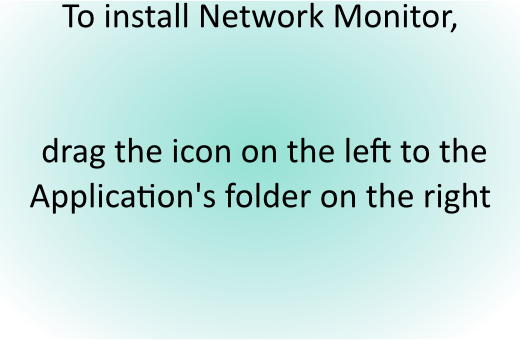 To install Network Monitor,
drag the icon on the left to the
Application's folder on the right